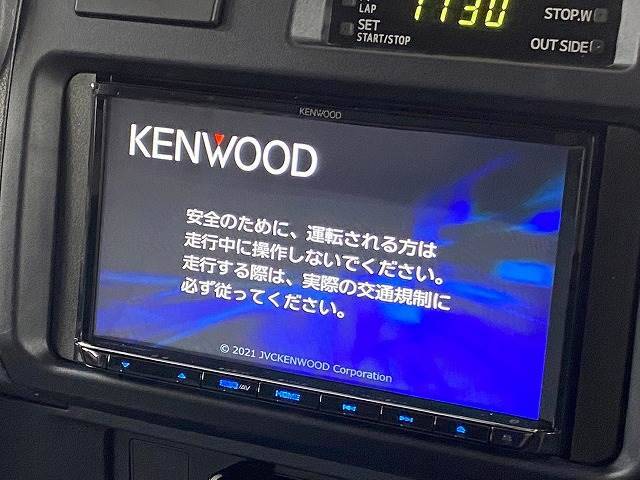 LAP
1130
STOP.W
SET
START/STOP
OUT SIDE
KENWOOD
KENWOOD
安全のために、運転される方は
走行中に操作しないでください。
走行する際は、実際の交通規制に
必ず従ってください。
© 2021 JVCKENWOOD Corporation
HOME